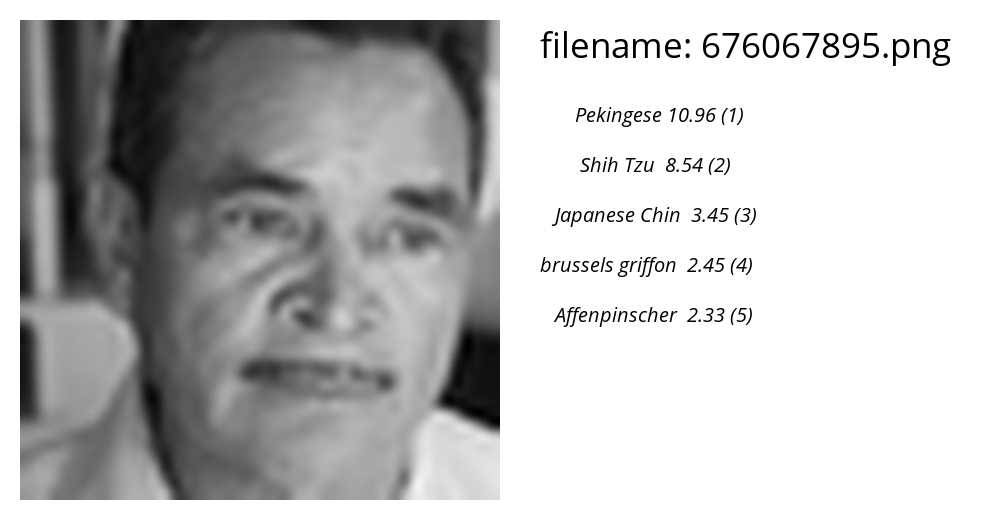 filename: 676067895.png
Pekingese 10.96 (1)
Shih Tzu 8.54 (2)
Japanese Chin 3.45 (3)
brussels griffon 2.45 (4)
Affenpinscher 2.33 (5)